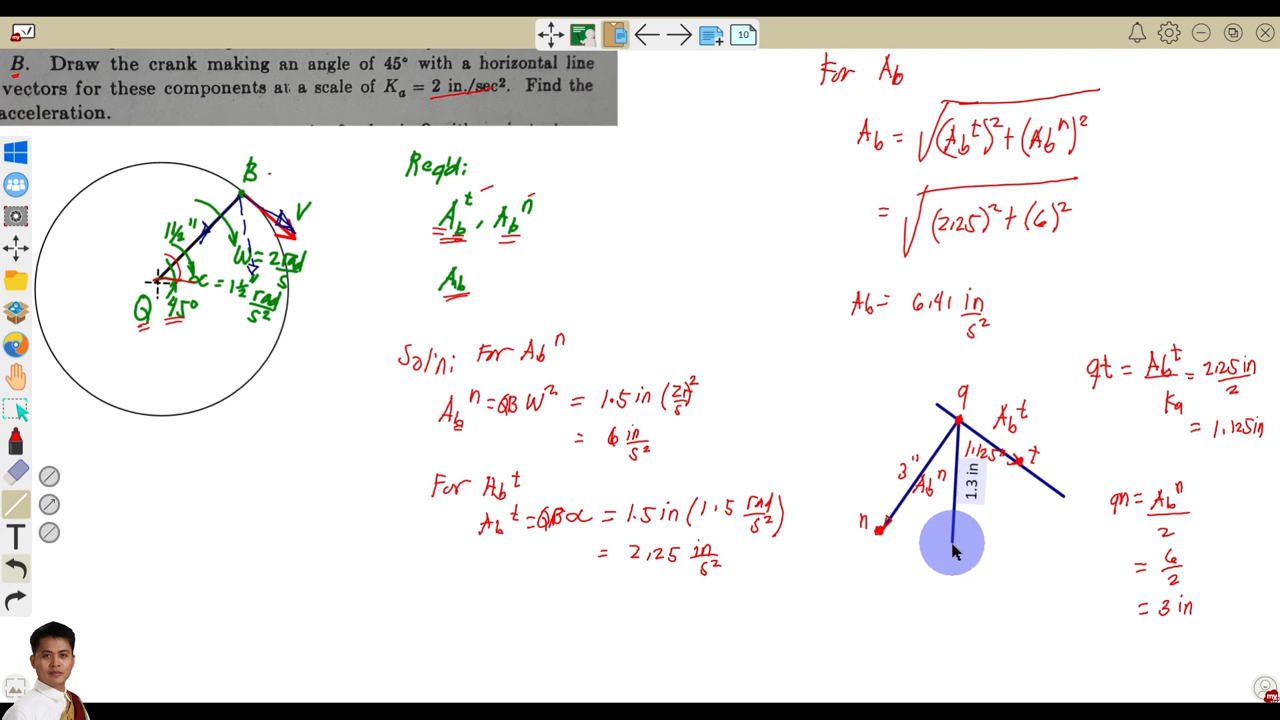 10
B. Draw the crank making an angle of 45° with a horizontal line
vectors for these components at a scale of Ka = 2 in./sec². Find the
acceleration.
B
V
1½"
W = 2 rad/s
α = 1½ rad/s²
Q 45°
Reqd:
Ab^t, Ab^n
Ab
Sol'n: For Ab^n
Ab^n = QB W² = 1.5 in (2r/s)²
= 6 in/s²
For Ab^t
Ab^t = QBα = 1.5 in (1.5 rad/s²)
= 2.25 in/s²
For Ab
Ab = √(Ab^t)² + (Ab^n)²
= √(2.25)² + (6)²
Ab = 6.41 in/s²
q
Ab^t
1.125"
t
3"
Ab^n
1.3 in
n
qt = Ab^t/Ka = 2.25 in/2
= 1.125 in
qn = Ab^n/2
= 6/2
= 3 in
T